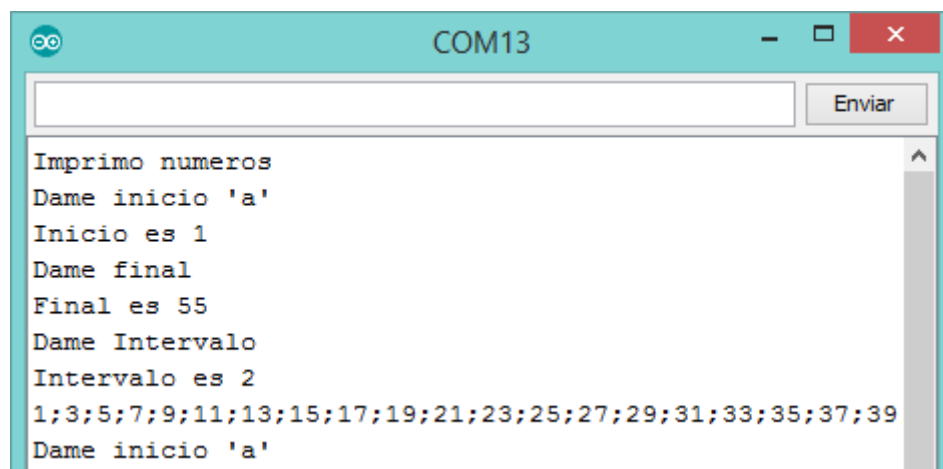 COM13
Enviar
Imprimo numeros
Dame inicio 'a'
Inicio es 1
Dame final
Final es 55
Dame Intervalo
Intervalo es 2
1;3;5;7;9;11;13;15;17;19;21;23;25;27;29;31;33;35;37;39
Dame inicio 'a'